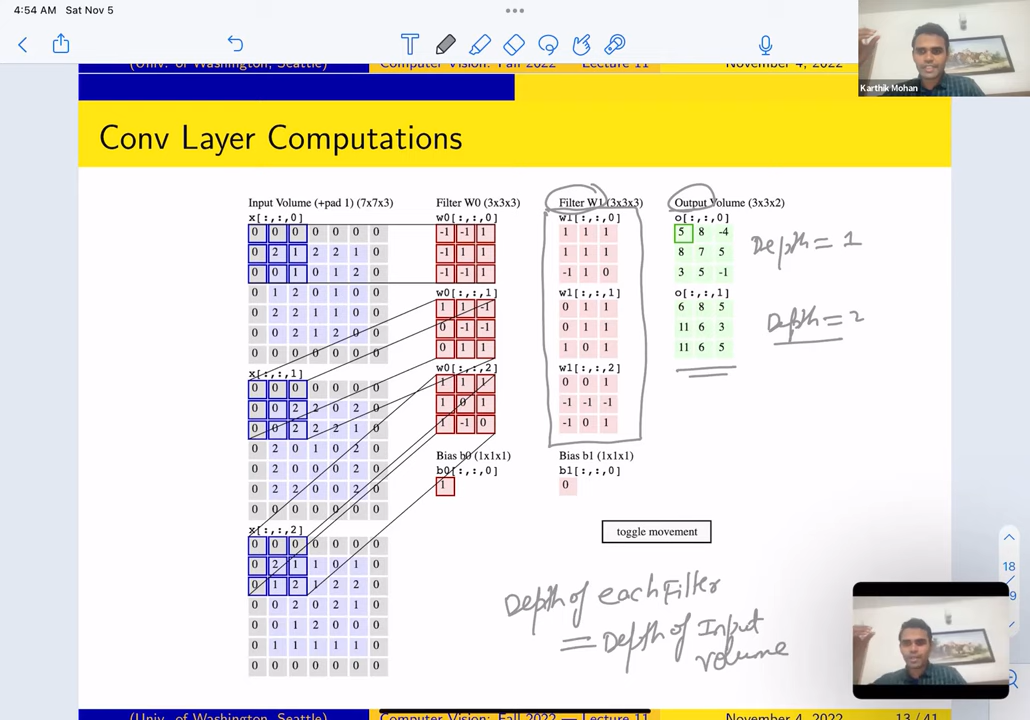 4:54 AM Sat Nov 5
(Univ. of Washington, Seattle) Computer Vision: Fall 2022 — Lecture 11 November 4, 2022
Karthik Mohan
Conv Layer Computations
Input Volume (+pad 1) (7x7x3) Filter W0 (3x3x3) Filter W1 (3x3x3) Output Volume (3x3x2)
x[:,:,0] w0[:,:,0] w1[:,:,0] o[:,:,0]
0 0 0 0 0 0 0 -1 -1 1 1 1 1 5 8 -4
0 2 1 2 2 1 0 -1 1 1 1 1 1 8 7 5
0 0 1 0 1 2 0 -1 -1 1 -1 1 0 3 5 -1
Depth = 1
0 1 2 0 1 0 0 w0[:,:,1] w1[:,:,1] o[:,:,1]
0 2 2 1 1 0 0 1 1 -1 0 1 1 6 8 5
0 0 2 1 2 0 0 0 -1 -1 0 1 1 11 6 3
0 0 0 0 0 0 0 0 1 1 1 0 1 11 6 5
Depth = 2
x[:,:,1] w0[:,:,2] w1[:,:,2]
0 0 0 0 0 0 0 1 1 1 0 0 1
0 0 2 2 0 2 0 1 0 1 -1 -1 -1
0 0 2 2 2 1 0 1 -1 0 -1 0 1
0 2 0 1 0 2 0 Bias b0 (1x1x1) Bias b1 (1x1x1)
0 2 0 0 0 2 0 b0[:,:,0] b1[:,:,0]
0 2 2 0 0 2 0 1 0
0 0 0 0 0 0 0
x[:,:,2]
0 0 0 0 0 0 0
0 2 1 1 0 1 0
0 1 2 1 2 2 0
0 0 2 0 2 1 0
0 0 1 2 0 0 0
0 1 1 1 1 1 0
0 0 0 0 0 0 0
toggle movement
Depth of each Filter
= Depth of Input
volume
18
9
(Univ. of Washington, Seattle) Computer Vision: Fall 2022 — Lecture 11 November 4, 2022 13 / 41